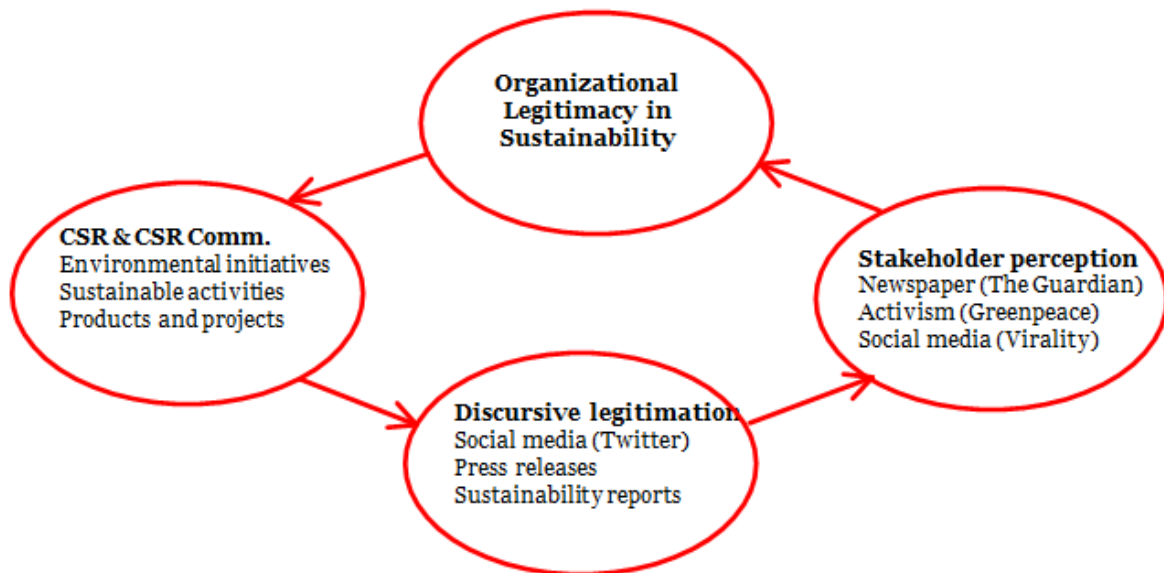 Organizational
Legitimacy in
Sustainability
CSR & CSR Comm.
Environmental initiatives
Sustainable activities
Products and projects
Stakeholder perception
Newspaper (The Guardian)
Activism (Greenpeace)
Social media (Virality)
Discursive legitimation
Social media (Twitter)
Press releases
Sustainability reports